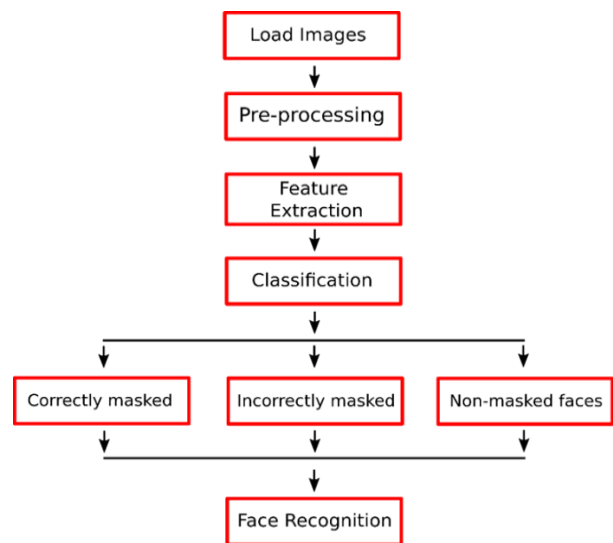 Load Images
Pre-processing
Feature
Extraction
Classification
Correctly masked
Incorrectly masked
Non-masked faces
Face Recognition